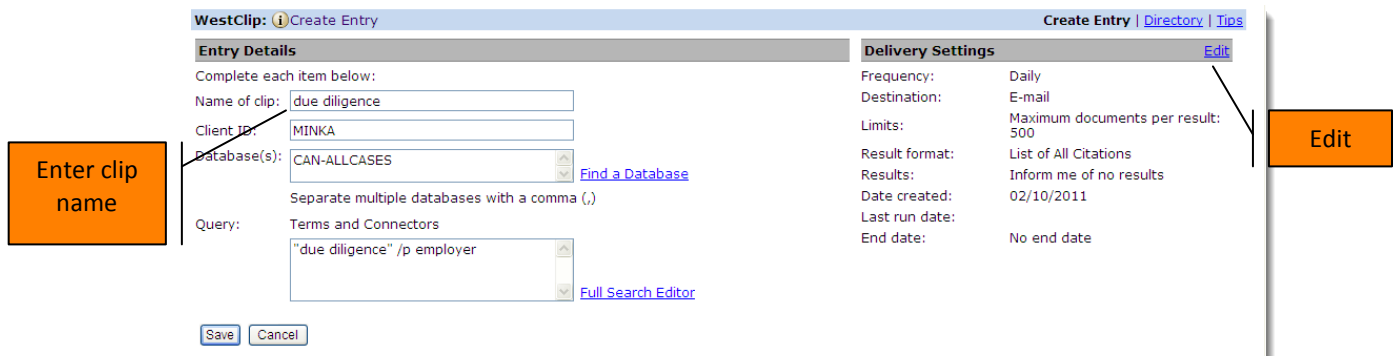 WestClip: i Create Entry
Create Entry | Directory | Tips
Entry Details
Complete each item below:
Name of clip: due diligence
Client ID: MINKA
Database(s): CAN-ALLCASES
Find a Database
Separate multiple databases with a comma (,)
Query: Terms and Connectors
"due diligence" /p employer
Full Search Editor
Save Cancel
Delivery Settings Edit
Frequency: Daily
Destination: E-mail
Limits: Maximum documents per result:
500
Result format: List of All Citations
Results: Inform me of no results
Date created: 02/10/2011
Last run date:
End date: No end date
Enter clip
name
Edit